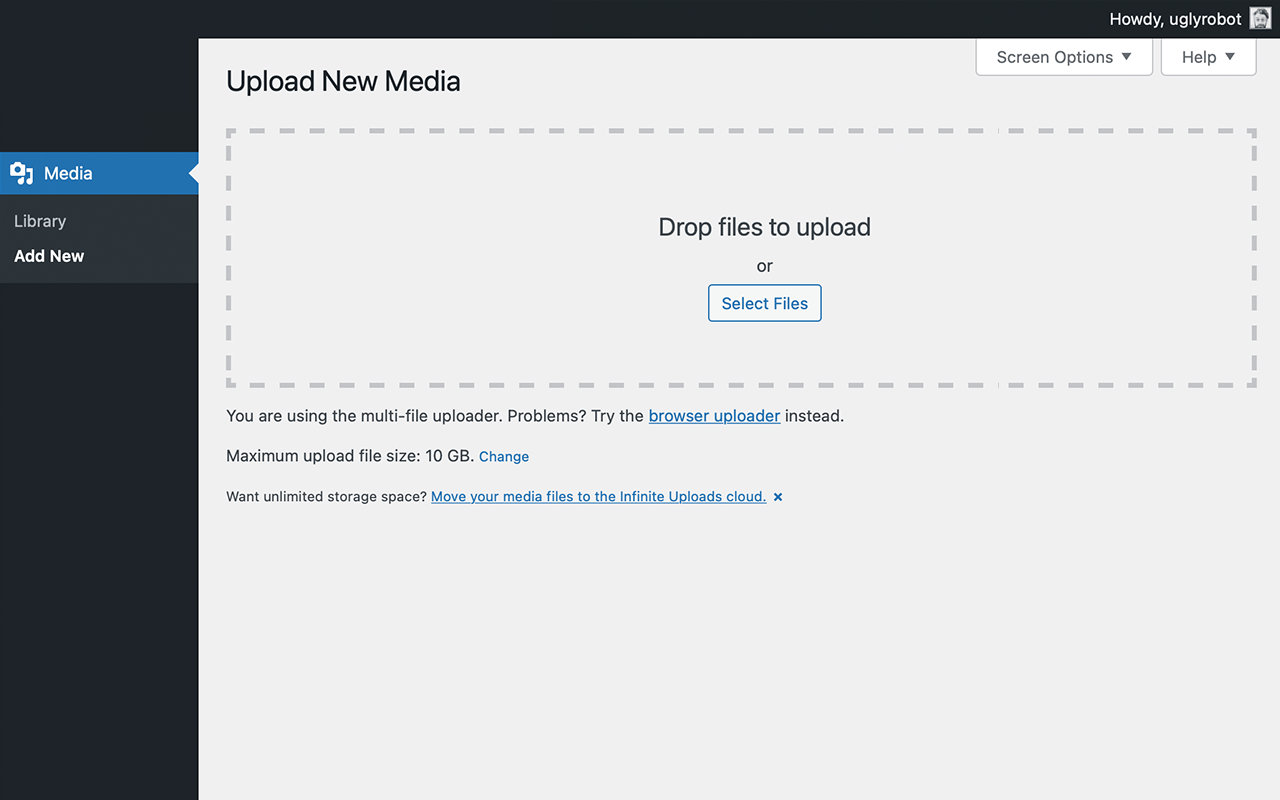 Howdy, uglyrobot
Screen Options
Help
Upload New Media
Media
Library
Add New
Drop files to upload
or
Select Files
You are using the multi-file uploader. Problems? Try the browser uploader instead.
Maximum upload file size: 10 GB. Change
Want unlimited storage space? Move your media files to the Infinite Uploads cloud.